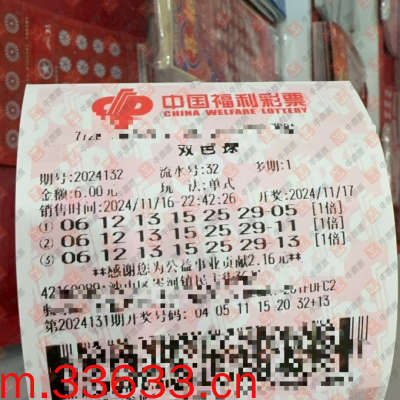 中国福利彩票
CHINA WELFARE LOTTERY
双色球
期号:2024132 流水号:32 多期:1
金额:6.00元 玩法:单式
销售时间:2024/11/16-22:42:26 开奖:2024/11/17
① 06 12 13 15 25 29-05 [1倍]
② 06 12 13 15 25 29-11 [1倍]
③ 06 12 13 15 25 29-13 [1倍]
**感谢您为公益事业贡献2.16元**
第2024131期开奖号码: 04 05 11 15 20 32+13
m.33633.cn